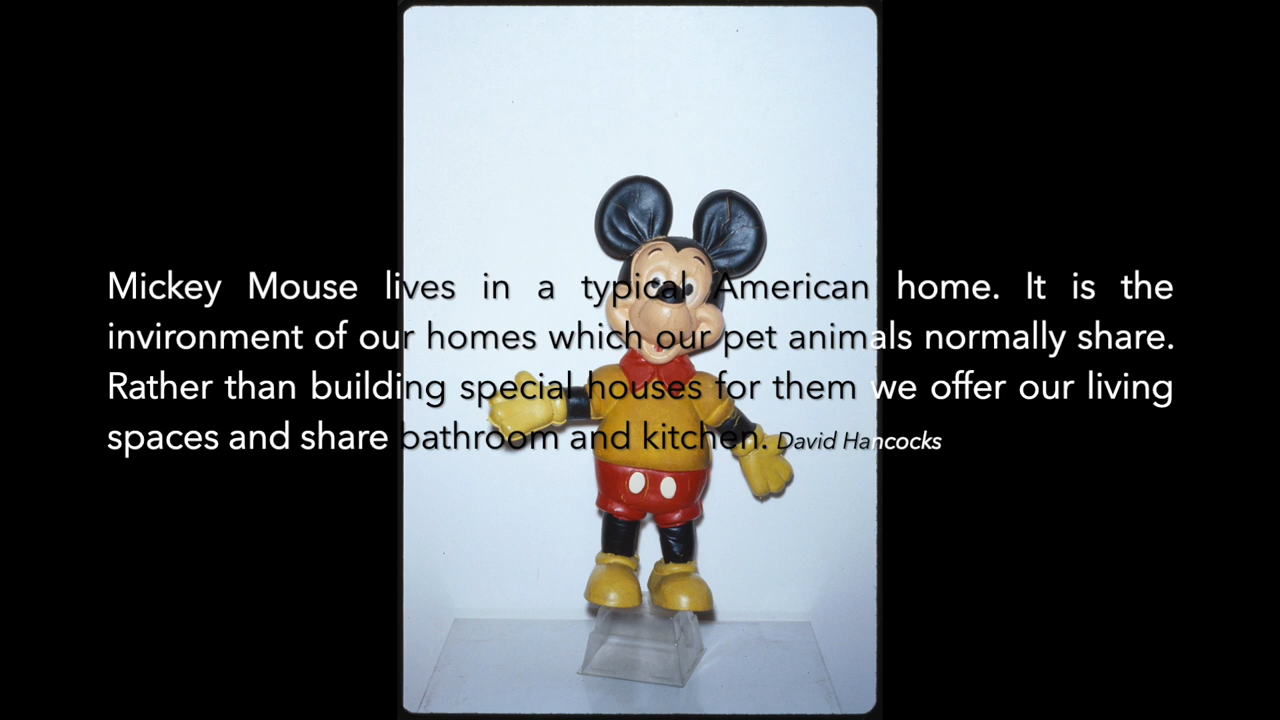 Mickey Mouse lives in a typical American home. It is the
invironment of our homes which our pet animals normally share.
Rather than building special houses for them we offer our living
spaces and share bathroom and kitchen. David Hancocks